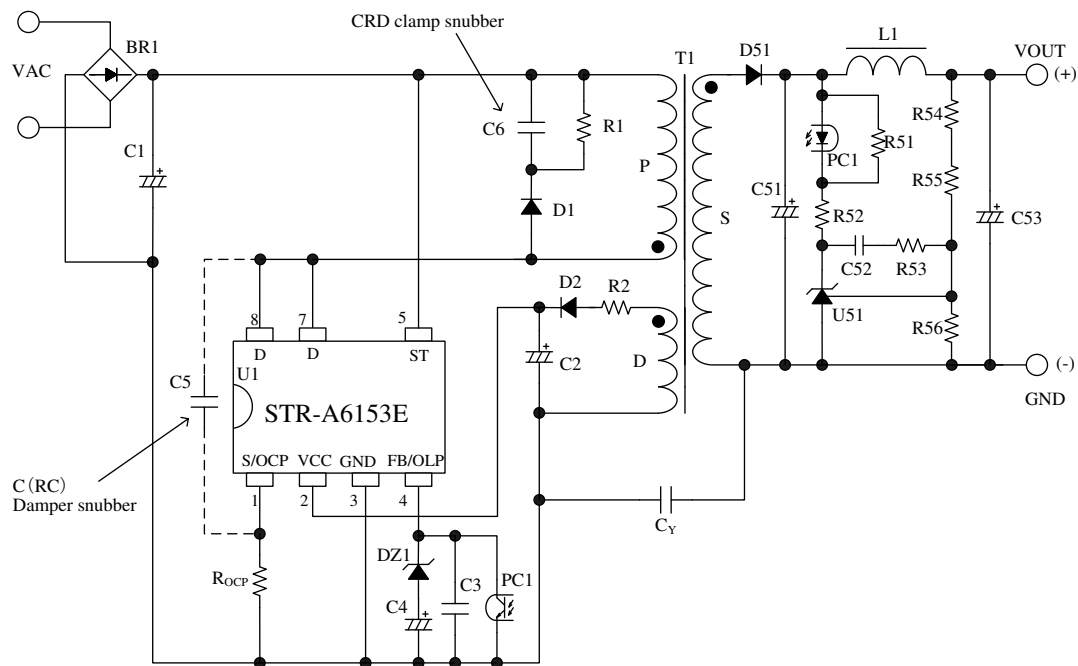 CRD clamp snubber
BR1
VAC
C1
C6
R1
D1
T1
P
S
D51
L1
VOUT
(+)
R54
R51
PC1
R55
C51
R52
C53
C52
R53
U51
R56
(-)
GND
D2
R2
C2
D
8
7
5
D
D
ST
U1
STR-A6153E
C5
S/OCP
VCC
GND
FB/OLP
1
2
3
4
C(RC)
Damper snubber
CY
ROCP
DZ1
C4
C3
PC1